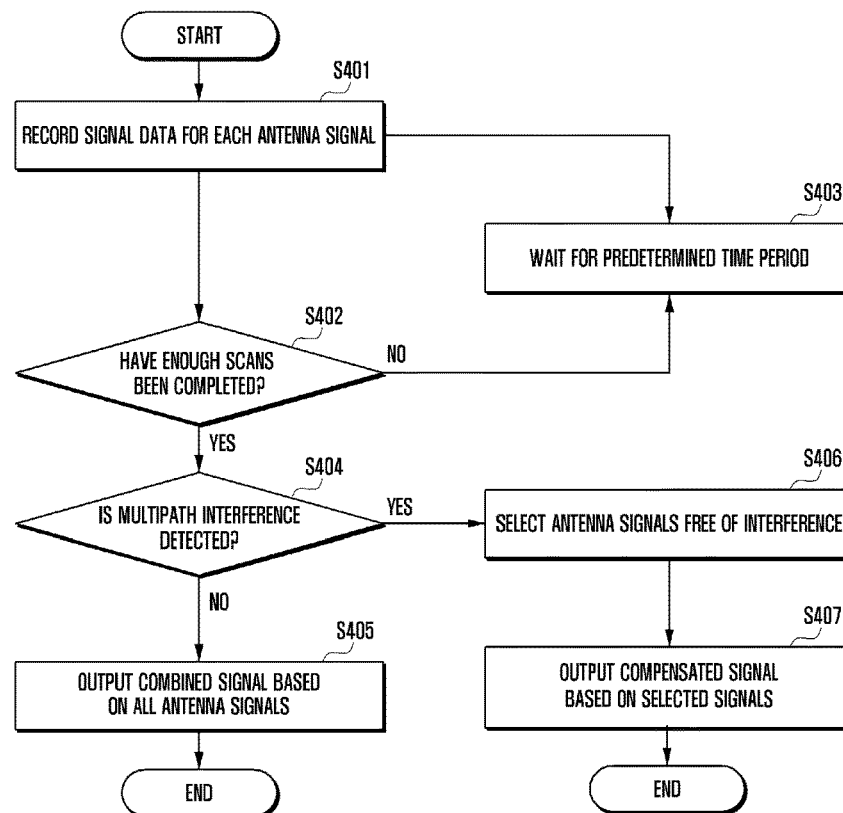 START
S401
RECORD SIGNAL DATA FOR EACH ANTENNA SIGNAL
S403
WAIT FOR PREDETERMINED TIME PERIOD
S402
HAVE ENOUGH SCANS
BEEN COMPLETED?
NO
YES
S404
IS MULTIPATH INTERFERENCE
DETECTED?
YES
S406
SELECT ANTENNA SIGNALS FREE OF INTERFERENCE
NO
S405
OUTPUT COMBINED SIGNAL BASED
ON ALL ANTENNA SIGNALS
S407
OUTPUT COMPENSATED SIGNAL
BASED ON SELECTED SIGNALS
END
END